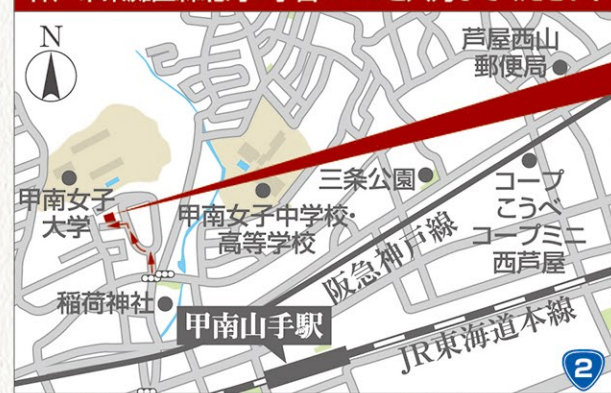 N
芦屋西山
郵便局
甲南女子
大学
甲南女子中学校・
高等学校
三条公園
コープ
こうべ
コープミニ
西芦屋
阪急神戸線
稲荷神社
甲南山手駅
JR東海道本線
2